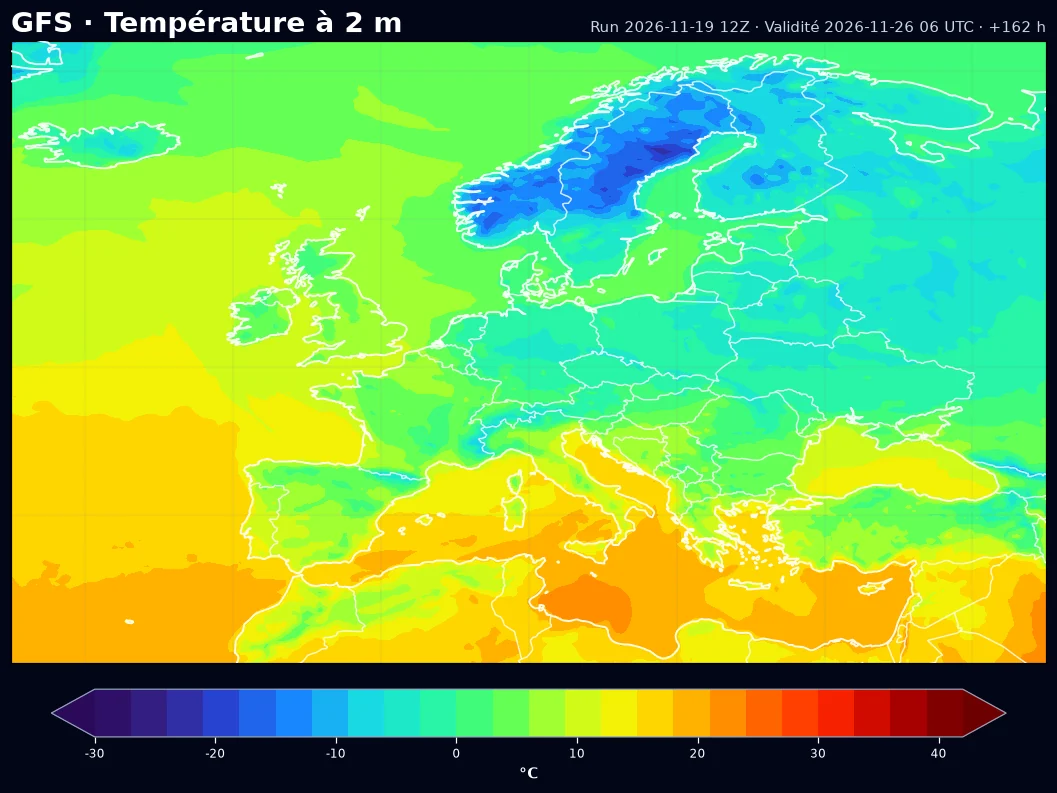 GFS · Température à 2 m
Run 2026-11-19 12Z · Validité 2026-11-26 06 UTC · +162 h
-30 -20 -10 0 10 20 30 40
°C